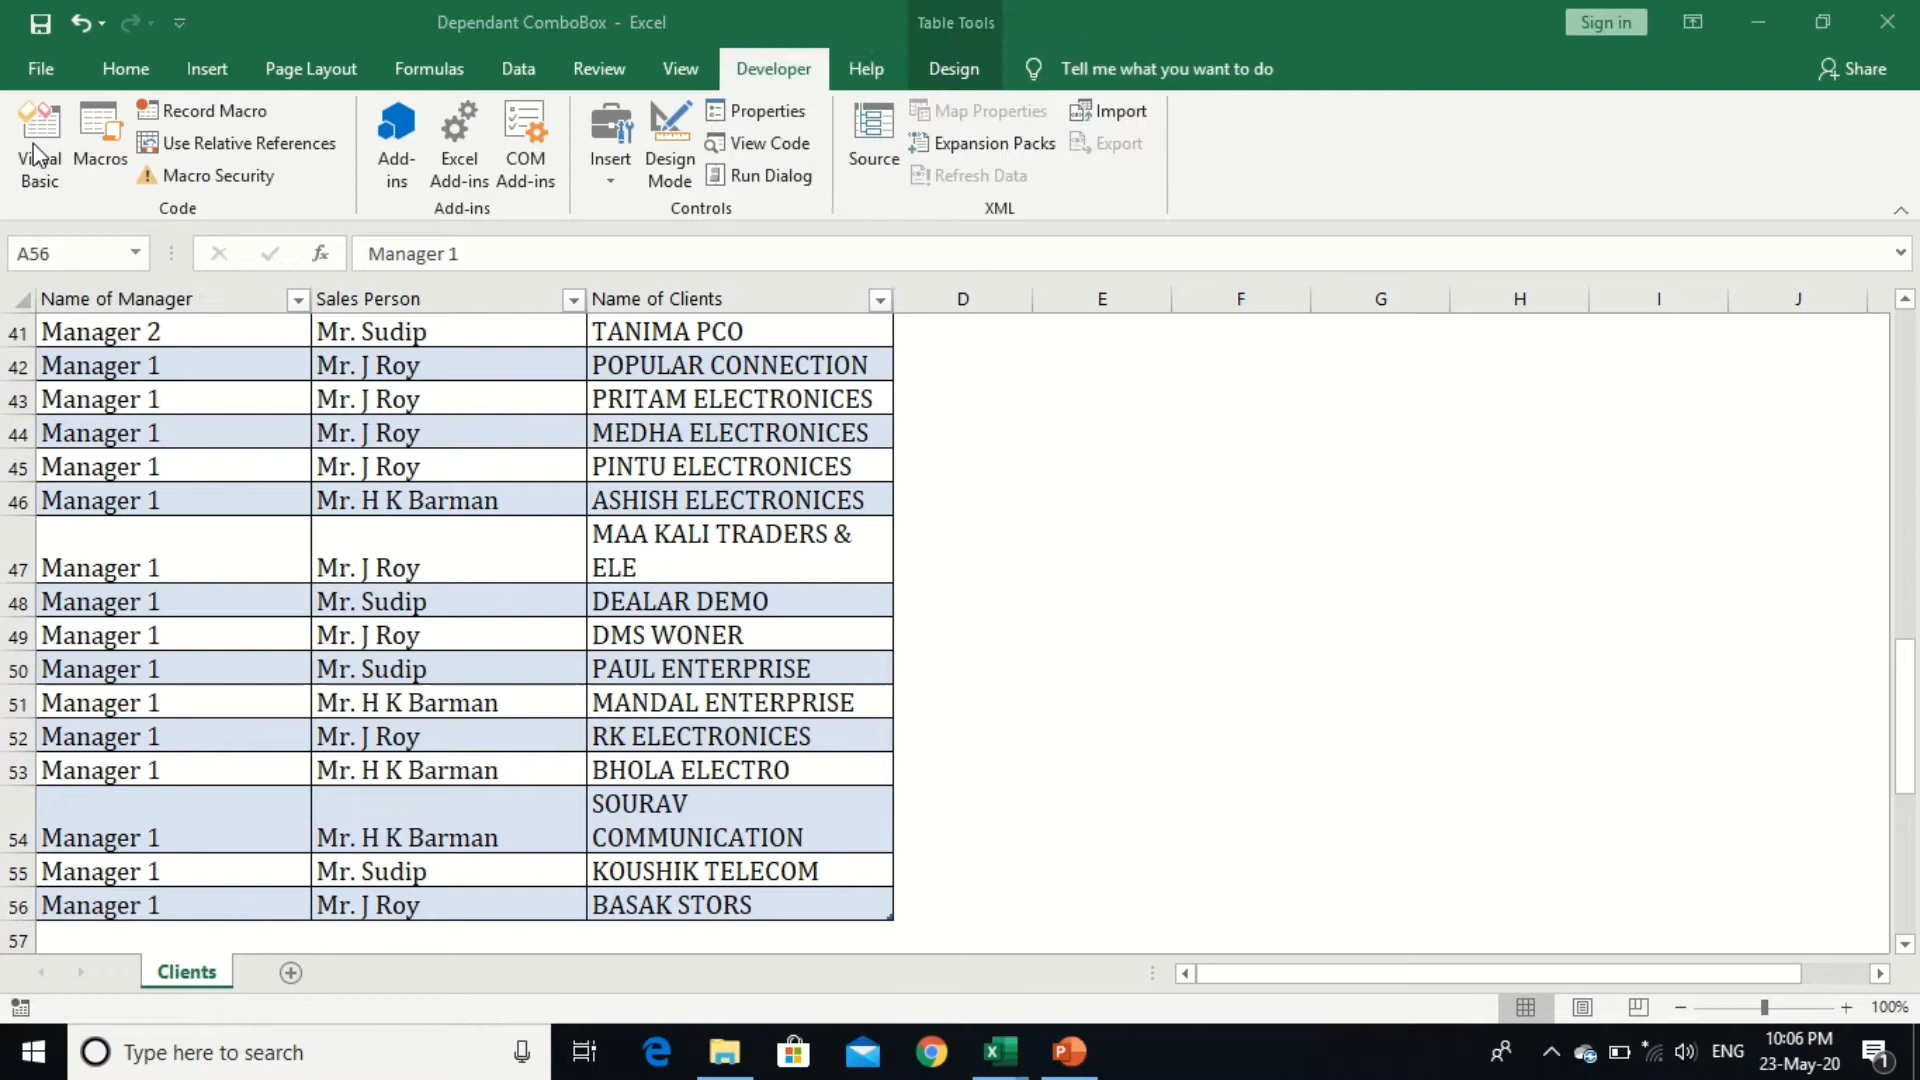 Dependant ComboBox - Excel
Table Tools
Sign in
File Home Insert Page Layout Formulas Data Review View Developer Help Design Tell me what you want to do Share
Visual Basic
Macros
Record Macro
Use Relative References
Macro Security
Code
Add-ins
Excel Add-ins
COM Add-ins
Add-ins
Insert
Design Mode
Properties
View Code
Run Dialog
Controls
Source
Map Properties
Expansion Packs
Refresh Data
Import
Export
XML
A56 fx Manager 1
Name of Manager Sales Person Name of Clients D E F G H I J
41 Manager 2 Mr. Sudip TANIMA PCO
42 Manager 1 Mr. J Roy POPULAR CONNECTION
43 Manager 1 Mr. J Roy PRITAM ELECTRONICES
44 Manager 1 Mr. J Roy MEDHA ELECTRONICES
45 Manager 1 Mr. J Roy PINTU ELECTRONICES
46 Manager 1 Mr. H K Barman ASHISH ELECTRONICES
MAA KALI TRADERS &
47 Manager 1 Mr. J Roy ELE
48 Manager 1 Mr. Sudip DEALAR DEMO
49 Manager 1 Mr. J Roy DMS WONER
50 Manager 1 Mr. Sudip PAUL ENTERPRISE
51 Manager 1 Mr. H K Barman MANDAL ENTERPRISE
52 Manager 1 Mr. J Roy RK ELECTRONICES
53 Manager 1 Mr. H K Barman BHOLA ELECTRO
SOURAV
54 Manager 1 Mr. H K Barman COMMUNICATION
55 Manager 1 Mr. Sudip KOUSHIK TELECOM
56 Manager 1 Mr. J Roy BASAK STORS
57
Clients
100%
Type here to search
ENG
10:06 PM
23-May-20
1